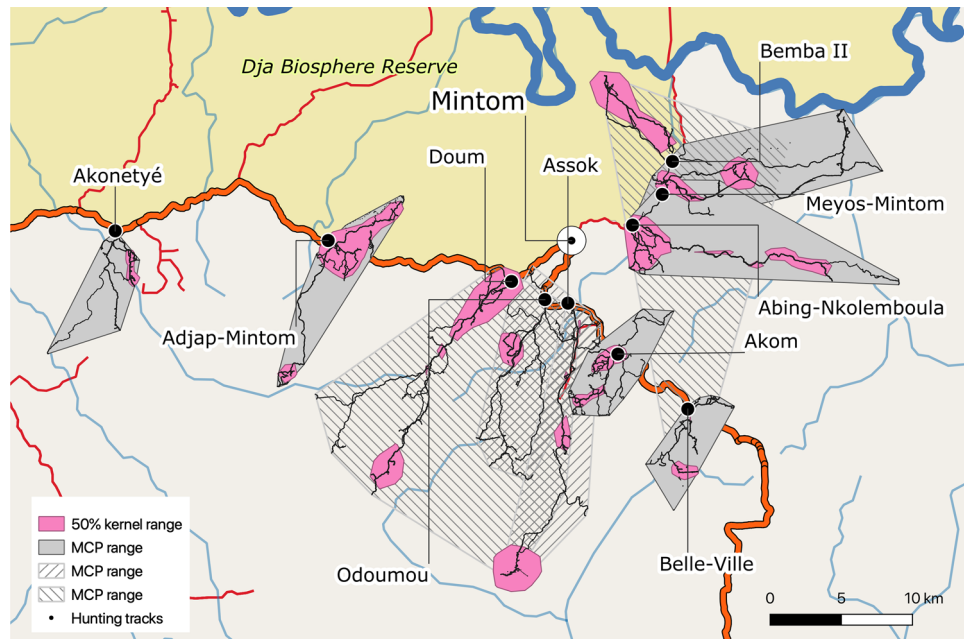 Bemba II
Dja Biosphere Reserve
Mintom
Doum
Assok
Akonetyé
Meyos-Mintom
Abing-Nkolemboula
Adjap-Mintom
Akom
50% kernel range
MCP range
MCP range
MCP range
Hunting tracks
Odoumou
Belle-Ville
0 5 10 km